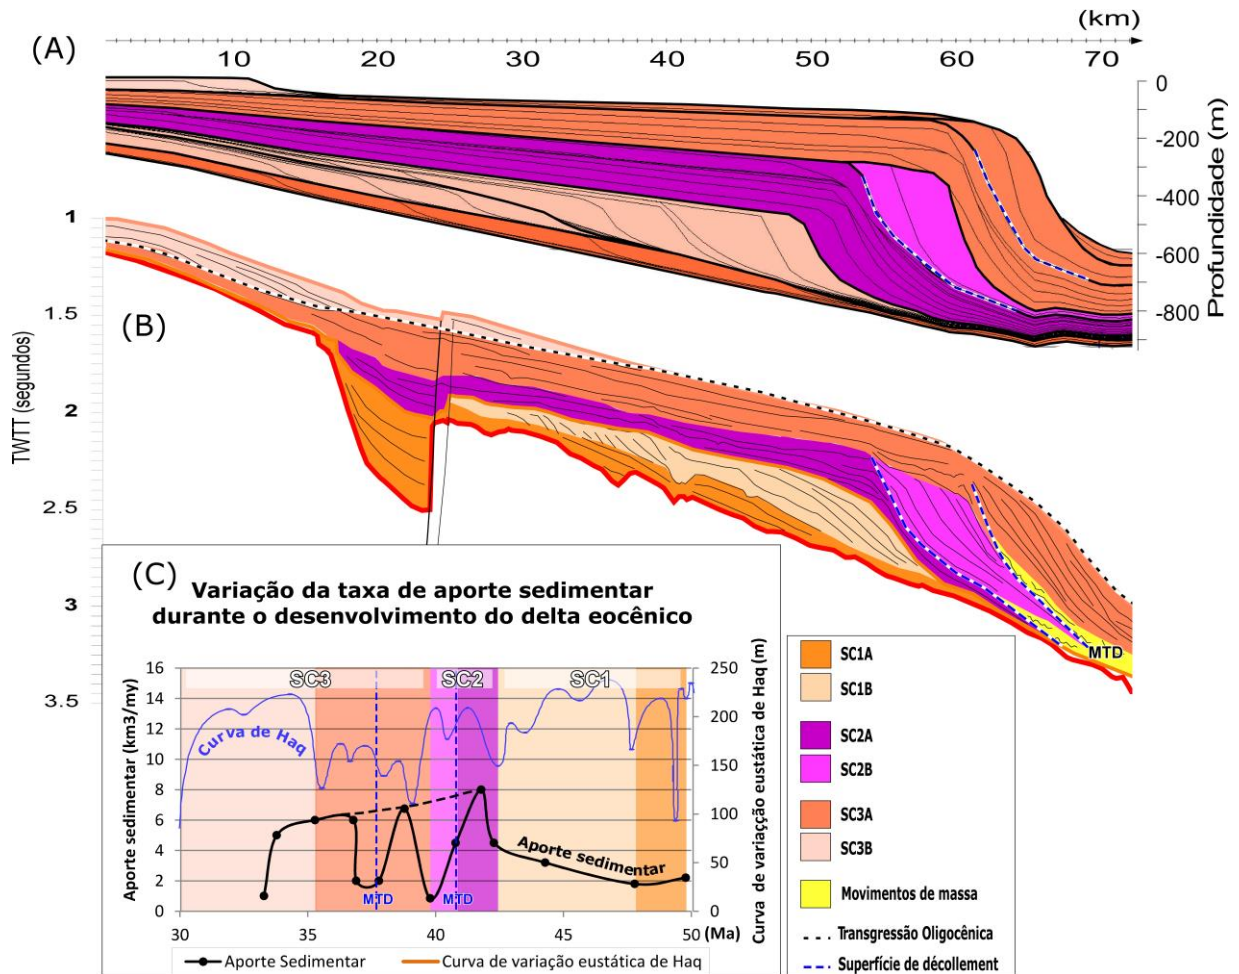 (km)
(A)
10 20 30 40 50 60 70
0
-200
-400
-600
-800
Profundidade (m)
1
1.5
2
2.5
3
3.5
TWTT (segundos)
(B)
MTD
(C)
Variação da taxa de aporte sedimentar
durante o desenvolvimento do delta eocênico
16
14
12
10
8
6
4
2
0
Aporte sedimentar (km3/my)
SC3 SC2 SC1
Curva de Haq
Aporte sedimentar
MTD MTD
250
200
150
100
50
0
Curva de variaçção eustática de Haq (m)
30 35 40 45 50
(Ma)
Aporte Sedimentar
Curva de variação eustática de Haq
SC1A
SC1B
SC2A
SC2B
SC3A
SC3B
Movimentos de massa
Transgressão Oligocênica
Superfície de décollement